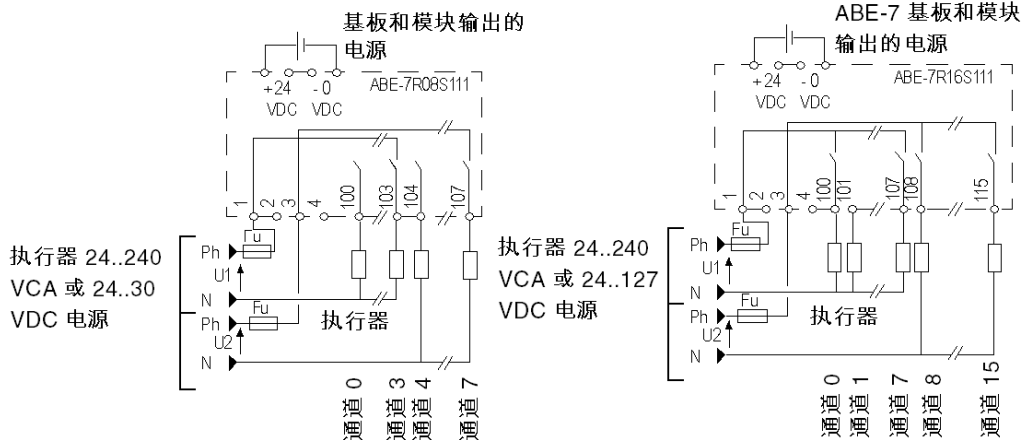 基板和模块输出的
电源
+24 - 0
VDC VDC
ABE-7R08S111
1 2 3 4 100 103 104 107
Fu
Ph
U1
N
Fu
Ph
U2
N
执行器 24..240
VCA 或 24..30
VDC 电源
执行器
通道 0
通道 3
通道 4
通道 7
ABE-7 基板和模块
输出的电源
+24 - 0
VDC VDC
ABE-7R16S111
1 2 3 4 100 101 107 108 115
Fu
Ph
U1
N
Fu
Ph
U2
N
执行器 24..240
VCA 或 24..127
VDC 电源
执行器
通道 0
通道 1
通道 7
通道 8
通道 15